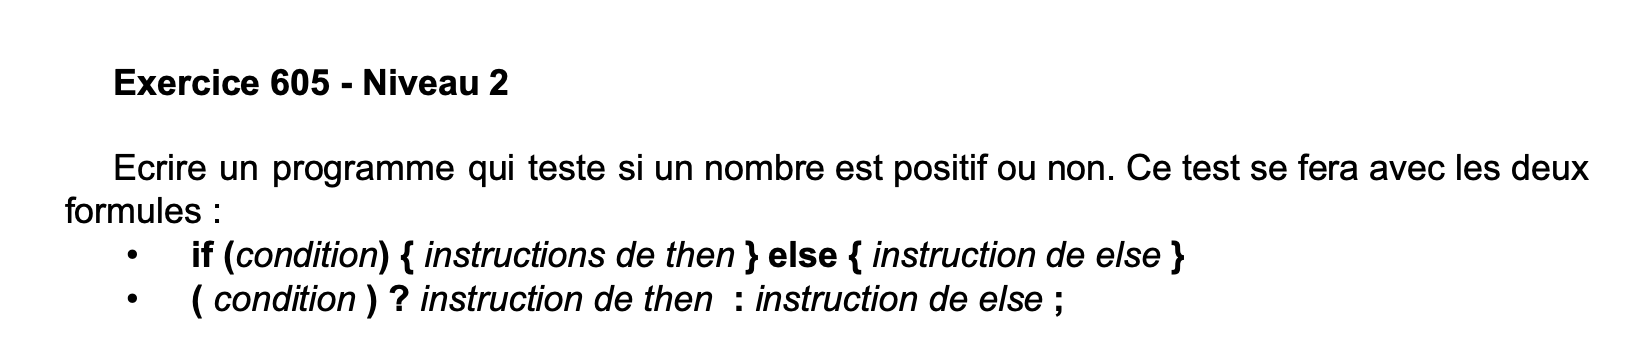 Exercice 605 - Niveau 2
Ecrire un programme qui teste si un nombre est positif ou non. Ce test se fera avec les deux
formules :
• if (condition) { instructions de then } else { instruction de else }
• ( condition ) ? instruction de then : instruction de else ;